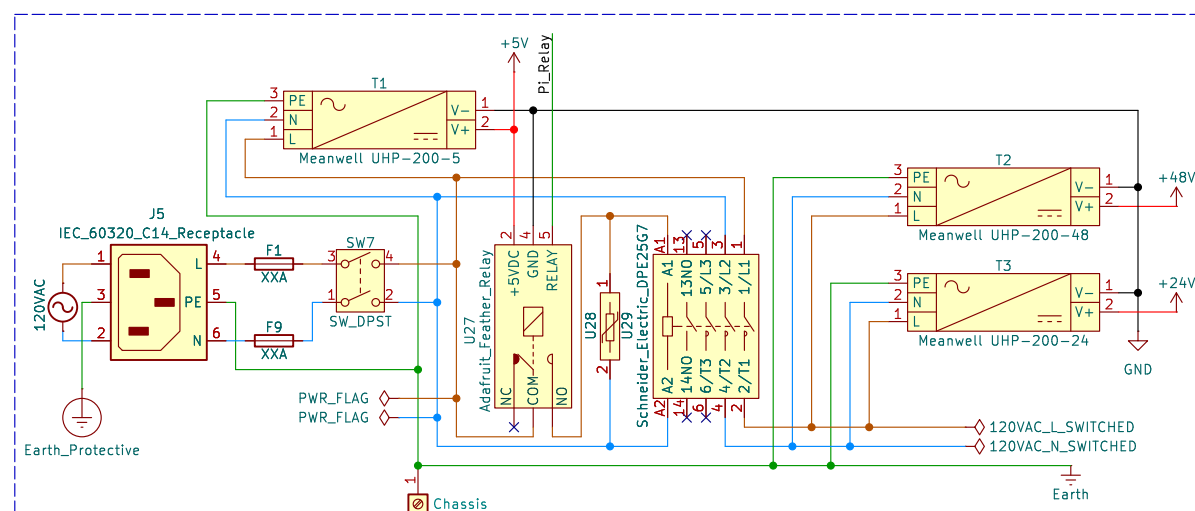 +5V
Pi_Relay
T1
3 PE
2 N
1 L
V- 1
V+ 2
Meanwell UHP-200-5
T2
3 PE
2 N
1 L
V- 1
V+ 2
+48V
Meanwell UHP-200-48
T3
3 PE
2 N
1 L
V- 1
V+ 2
+24V
Meanwell UHP-200-24
GND
J5
IEC_60320_C14_Receptacle
120VAC
1
3
2
L 4
PE 5
N 6
F1
XXA
F9
XXA
SW7
3 4
1 2
SW_DPST
Earth_Protective
PWR_FLAG
PWR_FLAG
2 4 5
+5VDC
GND
RELAY
U27
Adafruit_Feather_Relay
NC
COM
NO
1
U28
U29
2
Schneider_Electric_DPE25G7
A1 13 5 3 1
A1
13NO
5/L3
3/L2
1/L1
A2
14NO
6/T3
4/T2
2/T1
A2 14 6 4 2
120VAC_L_SWITCHED
120VAC_N_SWITCHED
Earth
1
Chassis